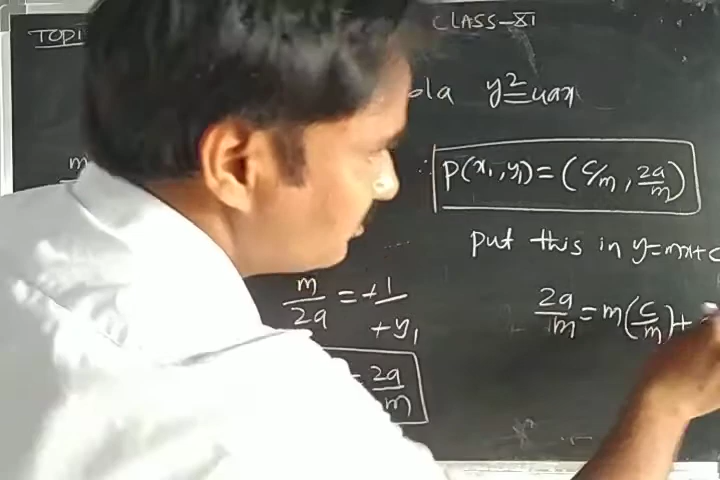 TOPI
CLASS-XI
ola y²=4ax
m
∴ P(x₁,y₁)=(c/m, 2a/m)
put this in y=mx+c
m/2a = +1/+y₁
2a/m = m(c/m)+
= 2a/m